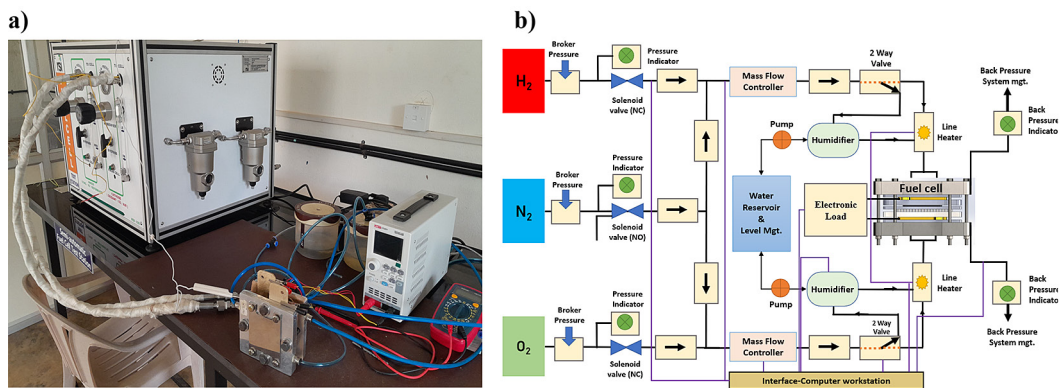 a)
b)
H2
Broker
Pressure
Pressure
Indicator
Solenoid
valve (NC)
Mass Flow
Controller
2 Way
Valve
Back Pressure
System mgt.
Back
Pressure
Indicator
Pump
Humidifier
Line
Heater
N2
Broker
Pressure
Pressure
Indicator
Solenoid
valve (NO)
Water
Reservoir
&
Level Mgt.
Electronic
Load
Fuel cell
Pump
Humidifier
Line
Heater
Back
Pressure
Indicator
Back Pressure
System mgt.
O2
Broker
Pressure
Pressure
Indicator
Solenoid
valve (NC)
Mass Flow
Controller
2 Way
Valve
Interface-Computer workstation